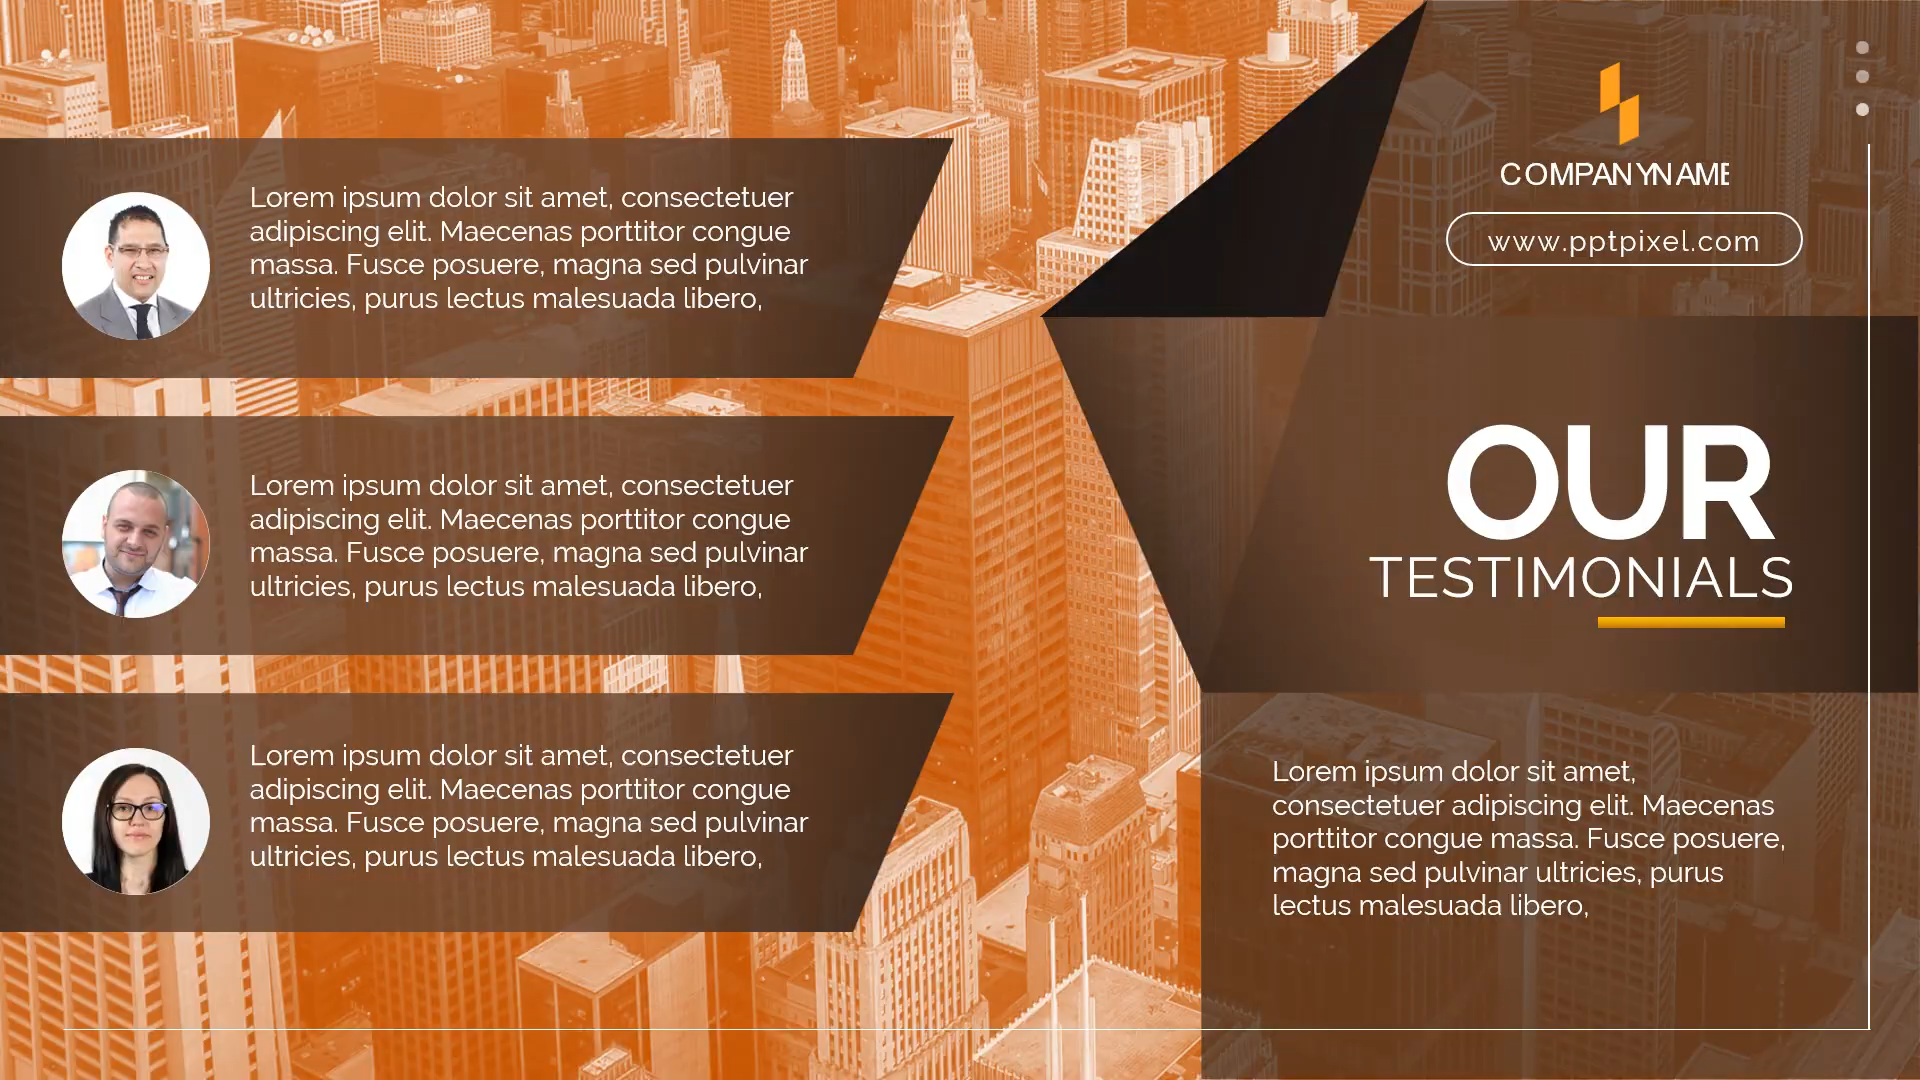 Lorem ipsum dolor sit amet, consectetuer
adipiscing elit. Maecenas porttitor congue
massa. Fusce posuere, magna sed pulvinar
ultricies, purus lectus malesuada libero,
Lorem ipsum dolor sit amet, consectetuer
adipiscing elit. Maecenas porttitor congue
massa. Fusce posuere, magna sed pulvinar
ultricies, purus lectus malesuada libero,
Lorem ipsum dolor sit amet, consectetuer
adipiscing elit. Maecenas porttitor congue
massa. Fusce posuere, magna sed pulvinar
ultricies, purus lectus malesuada libero,
COMPANYNAME
www.pptpixel.com
OUR
TESTIMONIALS
Lorem ipsum dolor sit amet,
consectetuer adipiscing elit. Maecenas
porttitor congue massa. Fusce posuere,
magna sed pulvinar ultricies, purus
lectus malesuada libero,